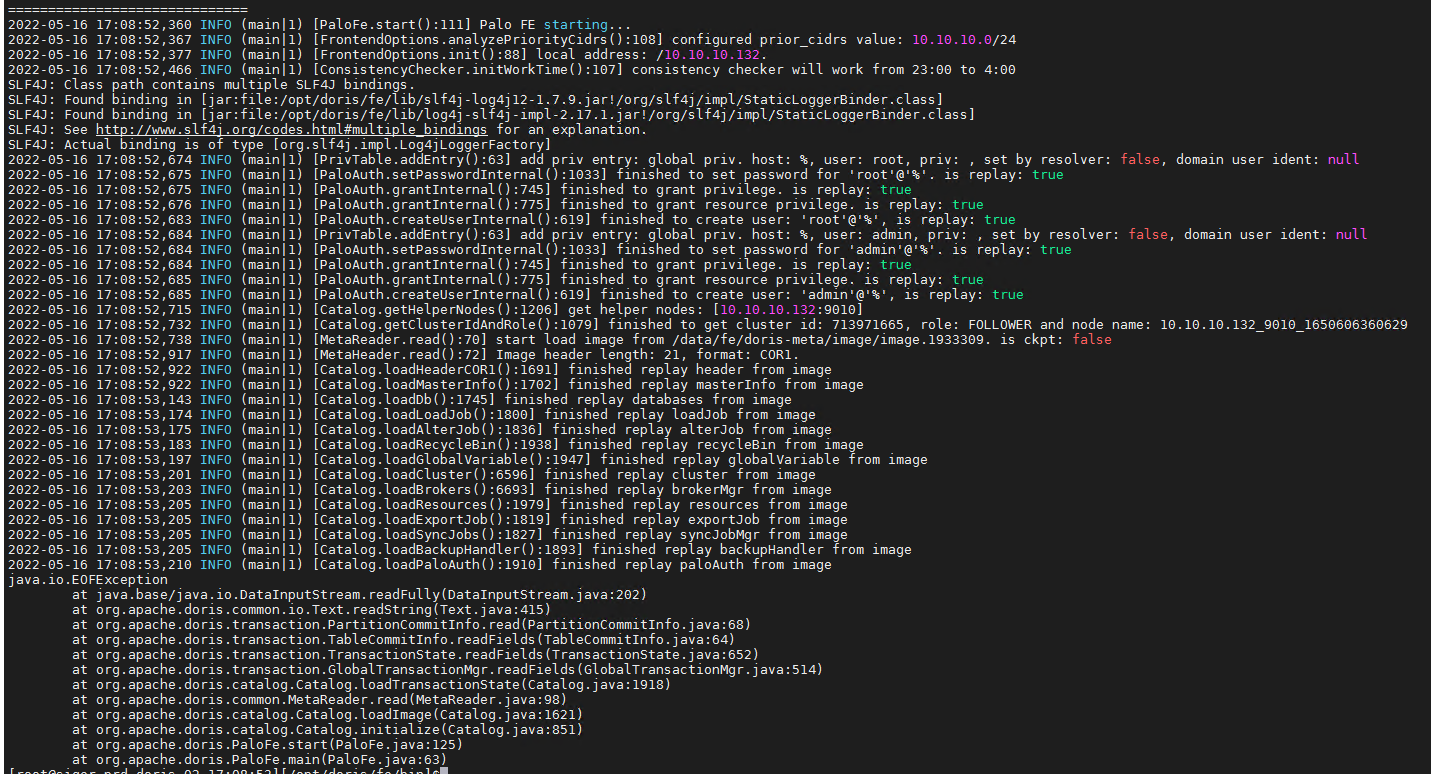 ==============================
2022-05-16 17:08:52,360 INFO (main|1) [PaloFe.start():111] Palo FE starting...
2022-05-16 17:08:52,367 INFO (main|1) [FrontendOptions.analyzePriorityCidrs():108] configured prior_cidrs value: 10.10.10.0/24
2022-05-16 17:08:52,377 INFO (main|1) [FrontendOptions.init():88] local address: /10.10.10.132.
2022-05-16 17:08:52,466 INFO (main|1) [ConsistencyChecker.initWorkTime():107] consistency checker will work from 23:00 to 4:00
SLF4J: Class path contains multiple SLF4J bindings.
SLF4J: Found binding in [jar:file:/opt/doris/fe/lib/slf4j-log4j12-1.7.9.jar!/org/slf4j/impl/StaticLoggerBinder.class]
SLF4J: Found binding in [jar:file:/opt/doris/fe/lib/log4j-slf4j-impl-2.17.1.jar!/org/slf4j/impl/StaticLoggerBinder.class]
SLF4J: See http://www.slf4j.org/codes.html#multiple_bindings for an explanation.
SLF4J: Actual binding is of type [org.slf4j.impl.Log4jLoggerFactory]
2022-05-16 17:08:52,674 INFO (main|1) [PrivTable.addEntry():63] add priv entry: global priv. host: %, user: root, priv: , set by resolver: false, domain user ident: null
2022-05-16 17:08:52,675 INFO (main|1) [PaloAuth.setPasswordInternal():1033] finished to set password for 'root'@'%'. is replay: true
2022-05-16 17:08:52,675 INFO (main|1) [PaloAuth.grantInternal():745] finished to grant privilege. is replay: true
2022-05-16 17:08:52,676 INFO (main|1) [PaloAuth.grantInternal():775] finished to grant resource privilege. is replay: true
2022-05-16 17:08:52,683 INFO (main|1) [PaloAuth.createUserInternal():619] finished to create user: 'root'@'%', is replay: true
2022-05-16 17:08:52,684 INFO (main|1) [PrivTable.addEntry():63] add priv entry: global priv. host: %, user: admin, priv: , set by resolver: false, domain user ident: null
2022-05-16 17:08:52,684 INFO (main|1) [PaloAuth.setPasswordInternal():1033] finished to set password for 'admin'@'%'. is replay: true
2022-05-16 17:08:52,684 INFO (main|1) [PaloAuth.grantInternal():745] finished to grant privilege. is replay: true
2022-05-16 17:08:52,685 INFO (main|1) [PaloAuth.grantInternal():775] finished to grant resource privilege. is replay: true
2022-05-16 17:08:52,685 INFO (main|1) [PaloAuth.createUserInternal():619] finished to create user: 'admin'@'%', is replay: true
2022-05-16 17:08:52,715 INFO (main|1) [Catalog.getHelperNodes():1206] get helper nodes: [10.10.10.132:9010]
2022-05-16 17:08:52,732 INFO (main|1) [Catalog.getClusterIdAndRole():1079] finished to get cluster id: 713971665, role: FOLLOWER and node name: 10.10.10.132_9010_1650606360629
2022-05-16 17:08:52,738 INFO (main|1) [MetaReader.read():70] start load image from /data/fe/doris-meta/image/image.1933309. is ckpt: false
2022-05-16 17:08:52,917 INFO (main|1) [MetaHeader.read():72] Image header length: 21, format: COR1.
2022-05-16 17:08:52,922 INFO (main|1) [Catalog.loadHeaderCOR1():1691] finished replay header from image
2022-05-16 17:08:52,922 INFO (main|1) [Catalog.loadMasterInfo():1702] finished replay masterInfo from image
2022-05-16 17:08:53,143 INFO (main|1) [Catalog.loadDb():1745] finished replay databases from image
2022-05-16 17:08:53,174 INFO (main|1) [Catalog.loadLoadJob():1800] finished replay loadJob from image
2022-05-16 17:08:53,175 INFO (main|1) [Catalog.loadAlterJob():1836] finished replay alterJob from image
2022-05-16 17:08:53,183 INFO (main|1) [Catalog.loadRecycleBin():1938] finished replay recycleBin from image
2022-05-16 17:08:53,197 INFO (main|1) [Catalog.loadGlobalVariable():1947] finished replay globalVariable from image
2022-05-16 17:08:53,201 INFO (main|1) [Catalog.loadCluster():6596] finished replay cluster from image
2022-05-16 17:08:53,203 INFO (main|1) [Catalog.loadBrokers():6693] finished replay brokerMgr from image
2022-05-16 17:08:53,205 INFO (main|1) [Catalog.loadResources():1979] finished replay resources from image
2022-05-16 17:08:53,205 INFO (main|1) [Catalog.loadExportJob():1819] finished replay exportJob from image
2022-05-16 17:08:53,205 INFO (main|1) [Catalog.loadSyncJobs():1827] finished replay syncJobMgr from image
2022-05-16 17:08:53,205 INFO (main|1) [Catalog.loadBackupHandler():1893] finished replay backupHandler from image
2022-05-16 17:08:53,210 INFO (main|1) [Catalog.loadPaloAuth():1910] finished replay paloAuth from image
java.io.EOFException
        at java.base/java.io.DataInputStream.readFully(DataInputStream.java:202)
        at org.apache.doris.common.io.Text.readString(Text.java:415)
        at org.apache.doris.transaction.PartitionCommitInfo.read(PartitionCommitInfo.java:68)
        at org.apache.doris.transaction.TableCommitInfo.readFields(TableCommitInfo.java:64)
        at org.apache.doris.transaction.TransactionState.readFields(TransactionState.java:652)
        at org.apache.doris.transaction.GlobalTransactionMgr.readFields(GlobalTransactionMgr.java:514)
        at org.apache.doris.catalog.Catalog.loadTransactionState(Catalog.java:1918)
        at org.apache.doris.common.MetaReader.read(MetaReader.java:98)
        at org.apache.doris.catalog.Catalog.loadImage(Catalog.java:1621)
        at org.apache.doris.catalog.Catalog.initialize(Catalog.java:851)
        at org.apache.doris.PaloFe.start(PaloFe.java:125)
        at org.apache.doris.PaloFe.main(PaloFe.java:63)